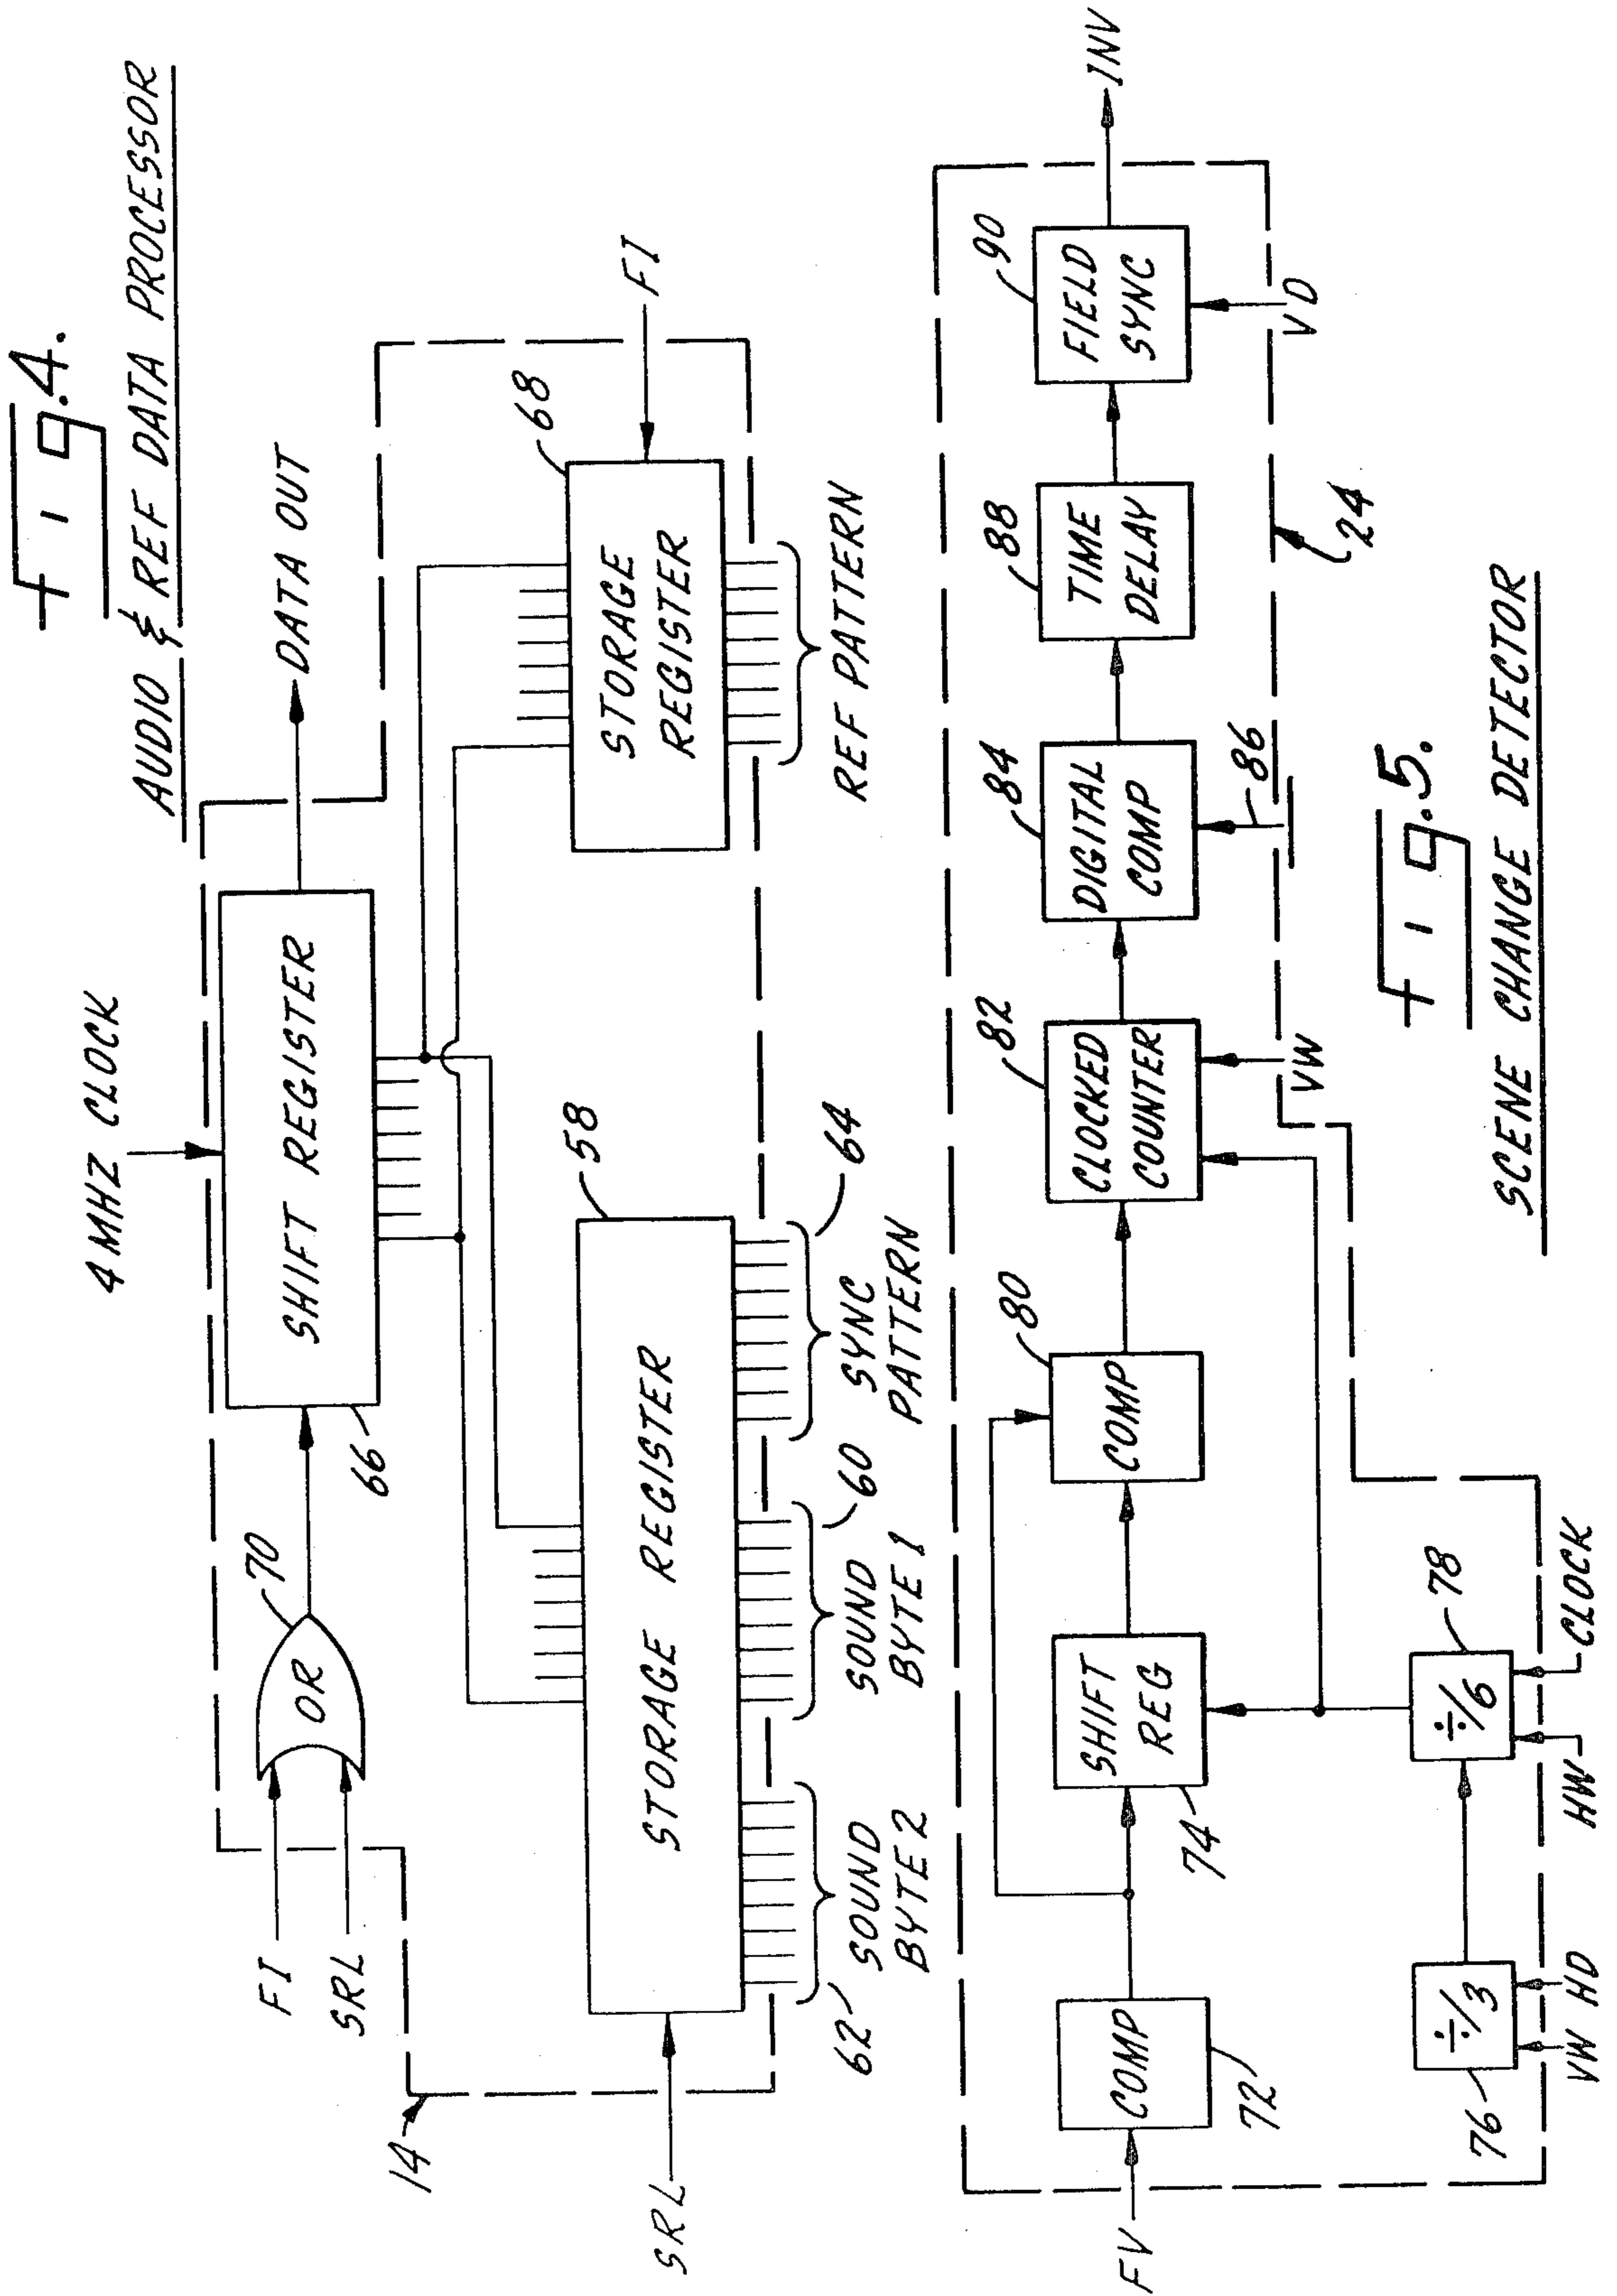 Fig. 4.
AUDIO & REF DATA PROCESSOR
4 MHZ CLOCK
DATA OUT
SHIFT REGISTER
66
70
OR
FI
SRL
14
58
STORAGE REGISTER
68
STORAGE
REGISTER
FI
SRL
62
SOUND
BYTE 2
60
SOUND
BYTE 1
64
SYNC
PATTERN
REF PATTERN
FV
COMP
72
SHIFT
REG
74
COMP
80
CLOCKED
COUNTER
82
VW
DIGITAL
COMP
84
86
TIME
DELAY
88
FIELD
SYNC
90
VD
INV
24
÷/3
76
VW HD
÷/6
78
HW
CLOCK
Fig. 5.
SCENE CHANGE DETECTOR